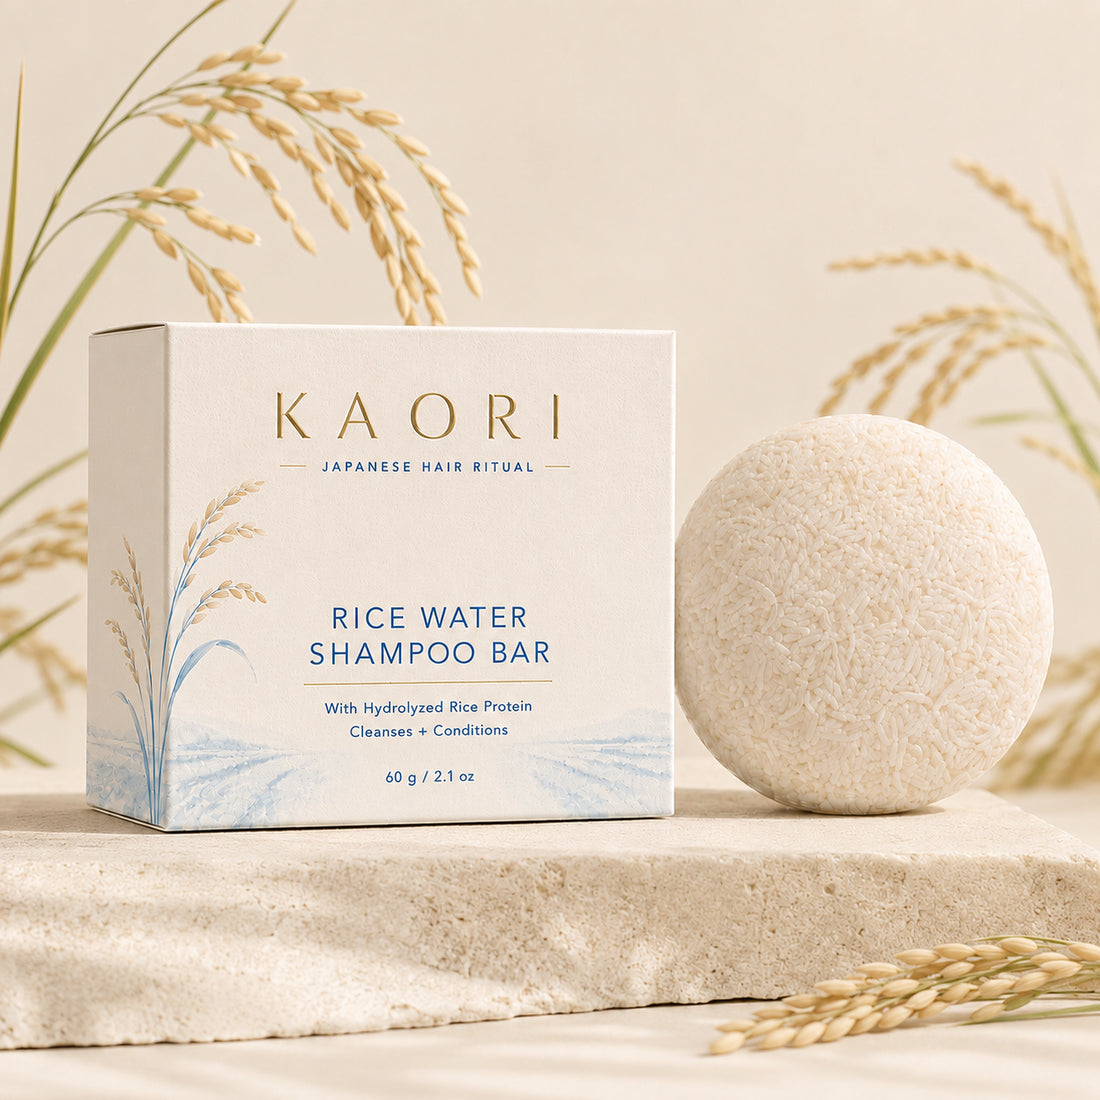 KAORI
JAPANESE HAIR RITUAL
RICE WATER
SHAMPOO BAR
With Hydrolyzed Rice Protein
Cleanses + Conditions
60 g / 2.1 oz